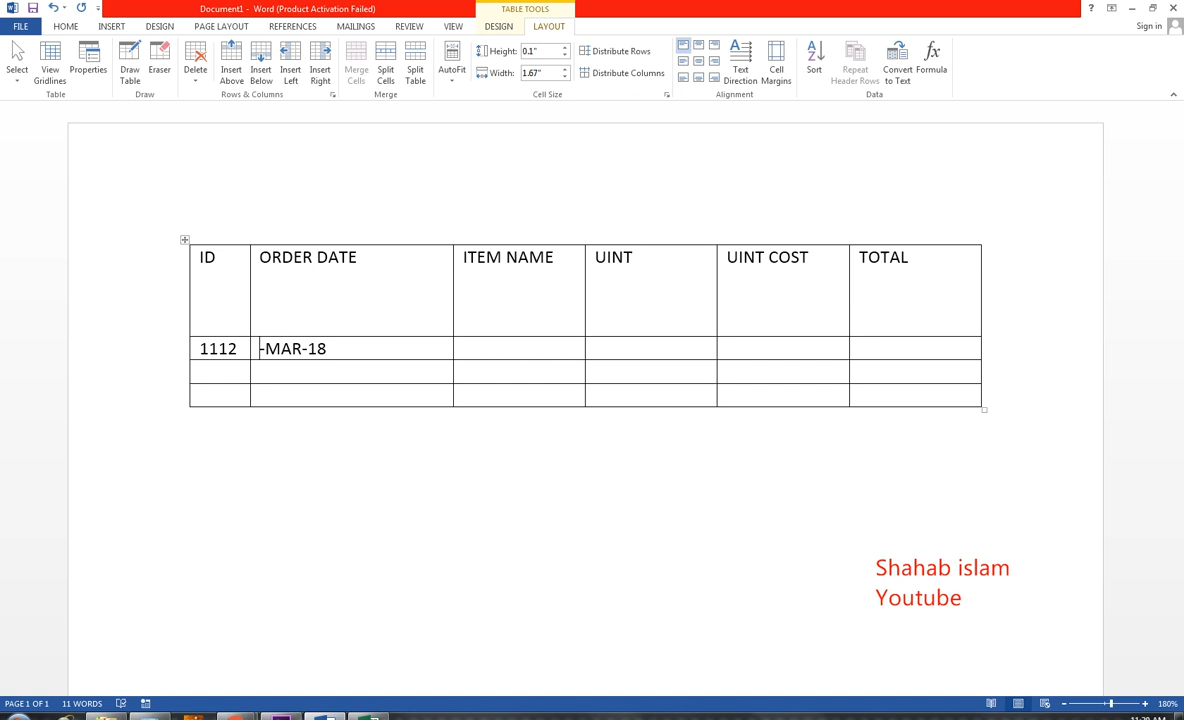 Document1 - Word (Product Activation Failed)
TABLE TOOLS
?
FILE HOME INSERT DESIGN PAGE LAYOUT REFERENCES MAILINGS REVIEW VIEW DESIGN LAYOUT Sign in
Select View Gridlines Properties Draw Table Eraser Delete Insert Above Insert Below Insert Left Insert Right Merge Cells Split Cells Split Table AutoFit
Height: 0.1"
Width: 1.67"
Distribute Rows
Distribute Columns
Text Direction Cell Margins Sort Repeat Header Rows Convert to Text Formula
Table Draw Rows & Columns Merge Cell Size Alignment Data
ID ORDER DATE ITEM NAME UINT UINT COST TOTAL
1112 -MAR-18
Shahab islam
Youtube
PAGE 1 OF 1 11 WORDS 180%